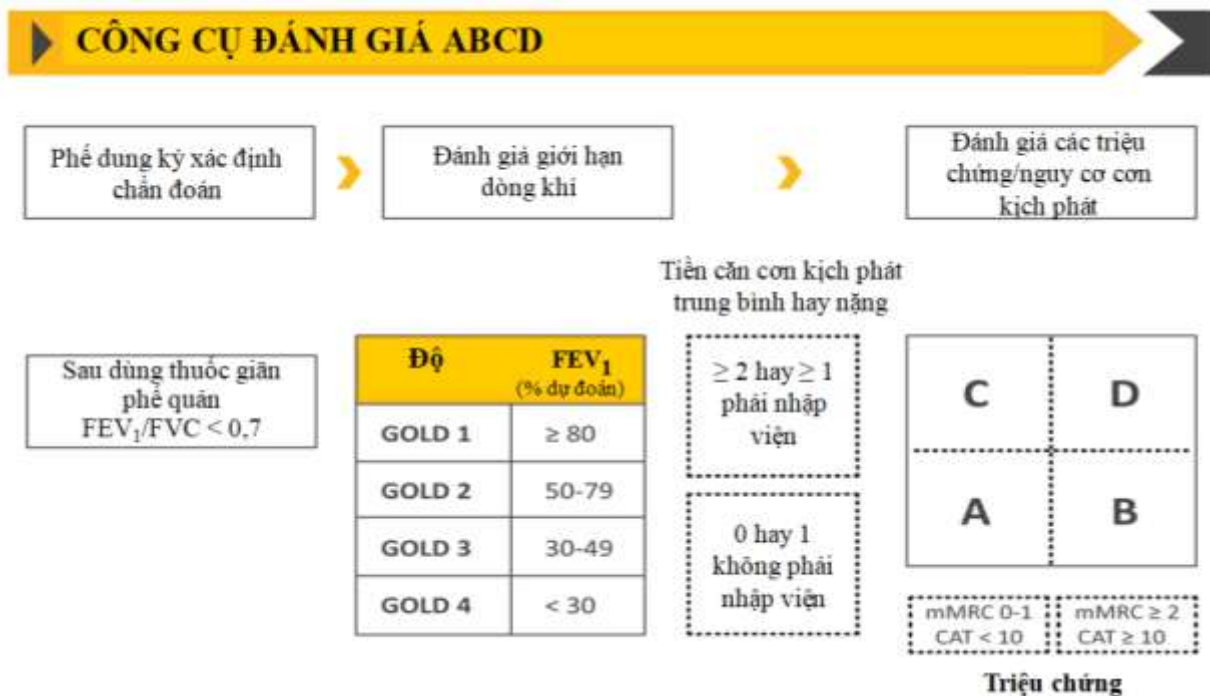 CÔNG CỤ ĐÁNH GIÁ ABCD
Phế dung ký xác định
chẩn đoán
Đánh giá giới hạn
dòng khí
Đánh giá các triệu
chứng/nguy cơ cơn
kịch phát
Sau dùng thuốc giãn
phế quản
FEV₁/FVC < 0,7
Độ FEV₁
(% dự đoán)
GOLD 1 ≥ 80
GOLD 2 50-79
GOLD 3 30-49
GOLD 4 < 30
Tiền căn cơn kịch phát
trung bình hay nặng
≥ 2 hay ≥ 1
phải nhập
viện
0 hay 1
không phải
nhập viện
C D
A B
mMRC 0-1 mMRC ≥ 2
CAT < 10 CAT ≥ 10
Triệu chứng